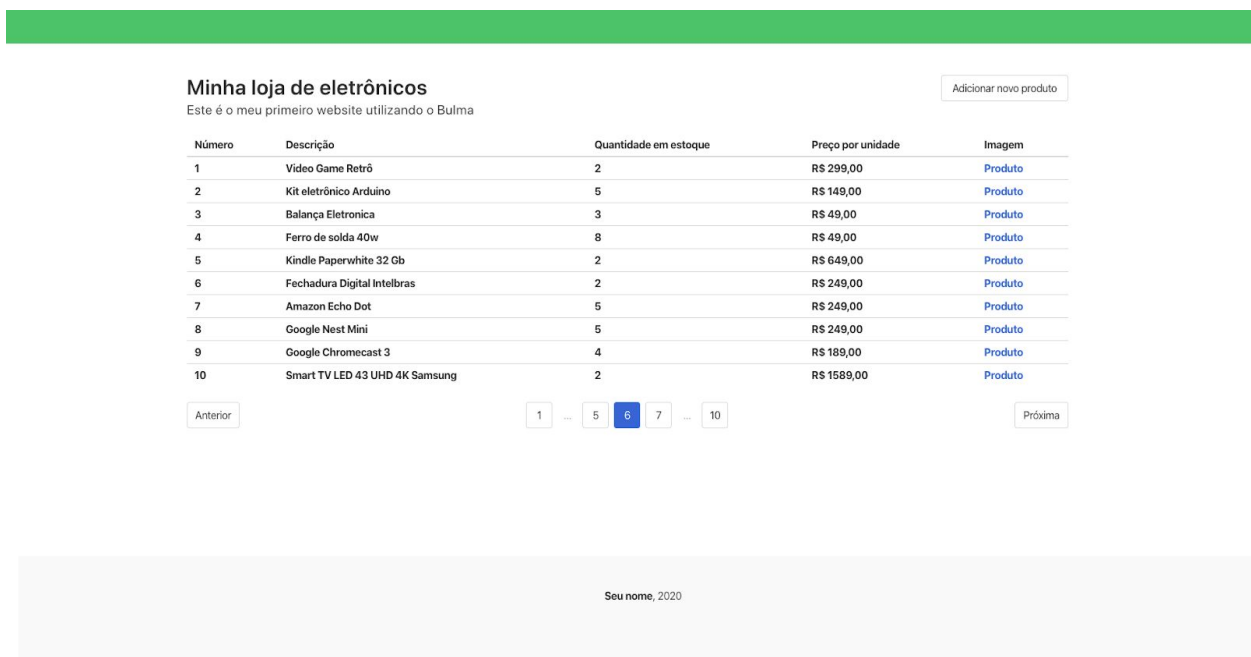 Minha loja de eletrônicos
Adicionar novo produto
Este é o meu primeiro website utilizando o Bulma
Número Descrição Quantidade em estoque Preço por unidade Imagem
1 Video Game Retrô 2 R$ 299,00 Produto
2 Kit eletrônico Arduino 5 R$ 149,00 Produto
3 Balança Eletronica 3 R$ 49,00 Produto
4 Ferro de solda 40w 8 R$ 49,00 Produto
5 Kindle Paperwhite 32 Gb 2 R$ 649,00 Produto
6 Fechadura Digital Intelbras 2 R$ 249,00 Produto
7 Amazon Echo Dot 5 R$ 249,00 Produto
8 Google Nest Mini 5 R$ 249,00 Produto
9 Google Chromecast 3 4 R$ 189,00 Produto
10 Smart TV LED 43 UHD 4K Samsung 2 R$ 1589,00 Produto
Anterior 1 ... 5 6 7 ... 10 Próxima
Seu nome, 2020